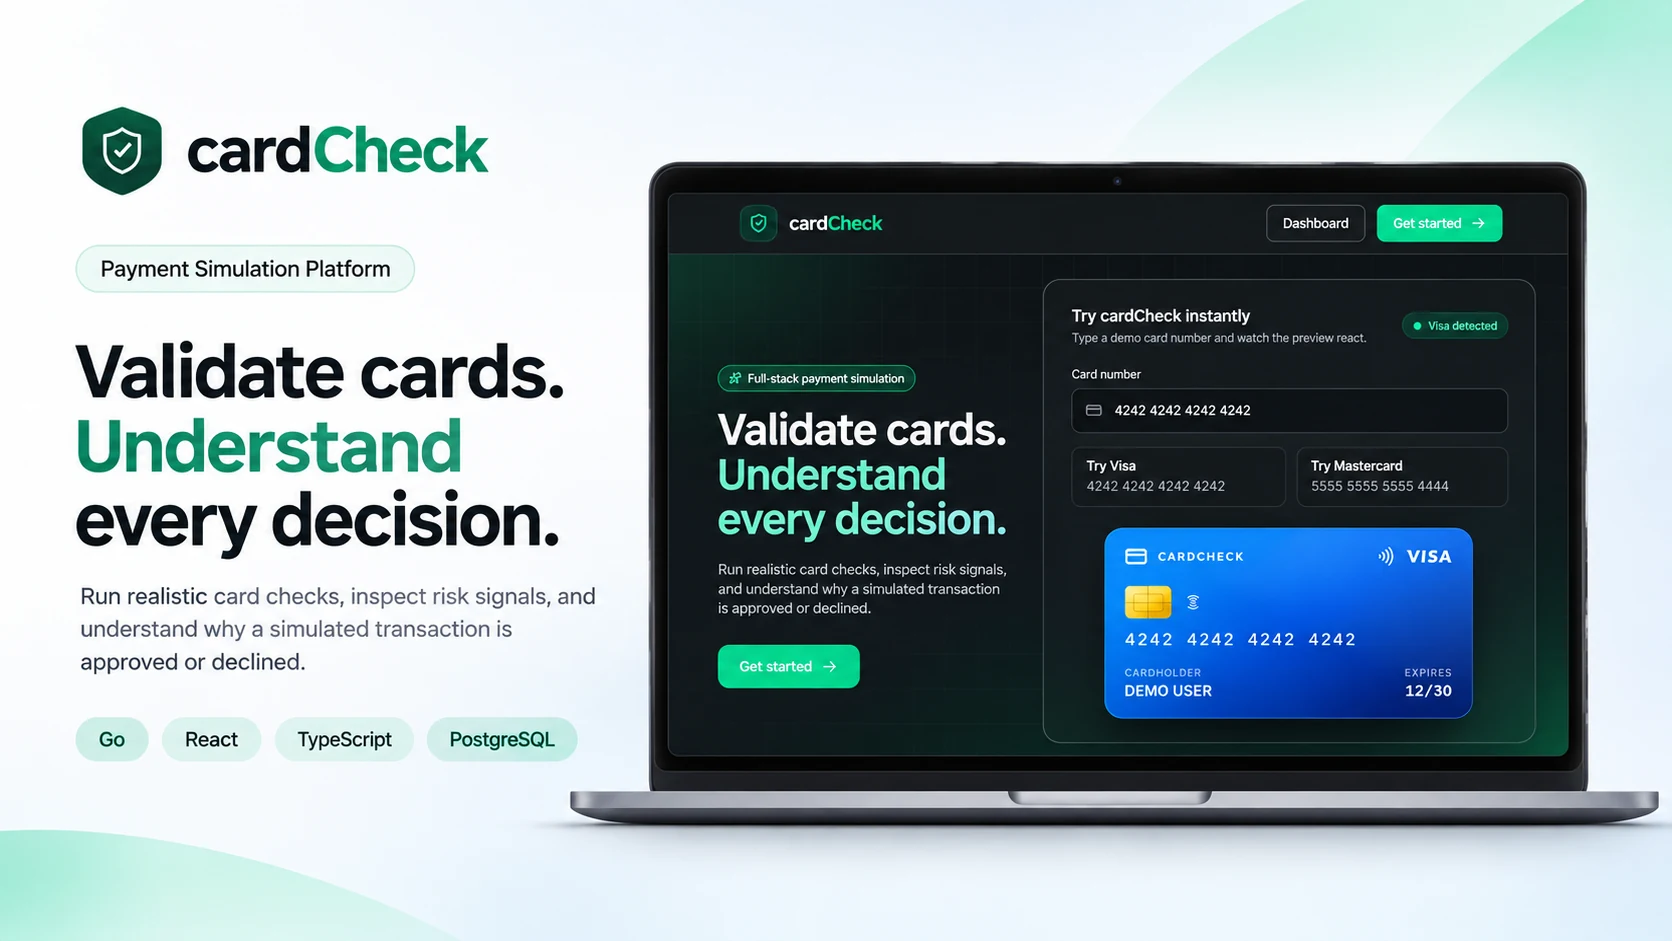 cardCheck
Payment Simulation Platform
Validate cards.
Understand
every decision.
Run realistic card checks, inspect risk signals, and
understand why a simulated transaction is
approved or declined.
Go
React
TypeScript
PostgreSQL
cardCheck
Dashboard
Get started →
Full-stack payment simulation
Validate cards.
Understand
every decision.
Run realistic card checks, inspect risk signals,
and understand why a simulated transaction
is approved or declined.
Get started →
Try cardCheck instantly
Type a demo card number and watch the preview react.
Visa detected
Card number
4242 4242 4242 4242
Try Visa
4242 4242 4242 4242
Try Mastercard
5555 5555 5555 4444
CARDCHECK
VISA
4242 4242 4242 4242
CARDHOLDER
DEMO USER
EXPIRES
12/30